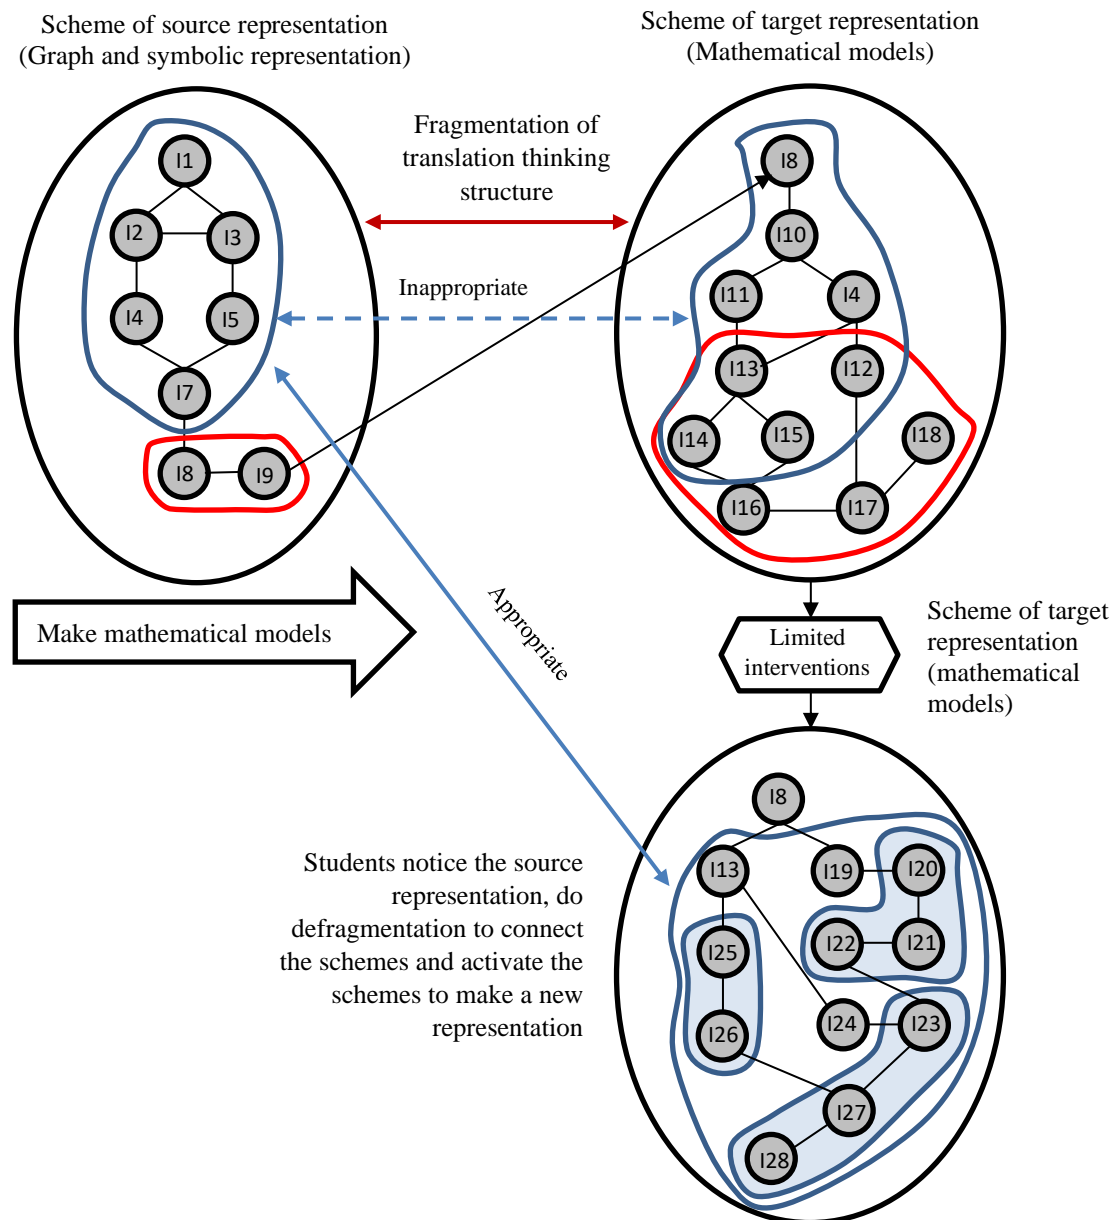 Scheme of source representation
(Graph and symbolic representation)
Scheme of target representation
(Mathematical models)
Fragmentation of
translation thinking
structure
I1
I2
I3
I4
I5
I7
I8
I9
Inappropriate
I8
I10
I11
I4
I13
I12
I14
I15
I18
I16
I17
Make mathematical models
Appropriate
Limited
interventions
Scheme of target
representation
(mathematical
models)
Students notice the source
representation, do
defragmentation to connect
the schemes and activate the
schemes to make a new
representation
I8
I13
I19
I20
I25
I22
I21
I26
I24
I23
I27
I28